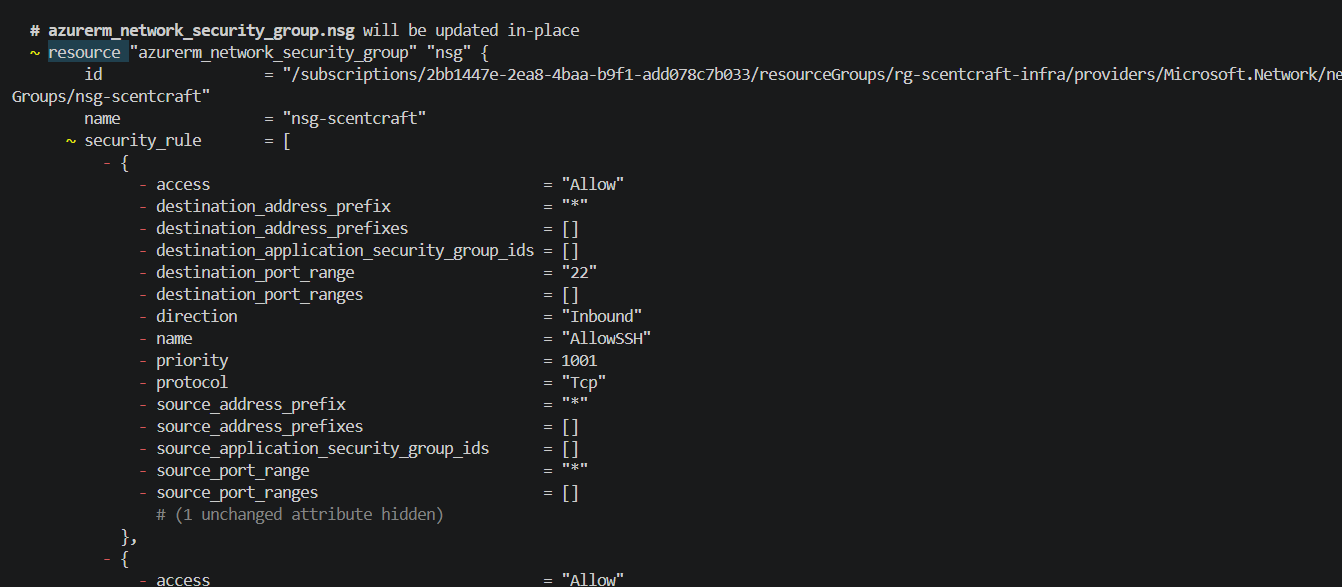 # azurerm_network_security_group.nsg will be updated in-place
~ resource "azurerm_network_security_group" "nsg" {
id = "/subscriptions/2bb1447e-2ea8-4baa-b9f1-add078c7b033/resourceGroups/rg-scentcraft-infra/providers/Microsoft.Network/ne
Groups/nsg-scentcraft"
name = "nsg-scentcraft"
~ security_rule = [
- {
- access = "Allow"
- destination_address_prefix = "*"
- destination_address_prefixes = []
- destination_application_security_group_ids = []
- destination_port_range = "22"
- destination_port_ranges = []
- direction = "Inbound"
- name = "AllowSSH"
- priority = 1001
- protocol = "Tcp"
- source_address_prefix = "*"
- source_address_prefixes = []
- source_application_security_group_ids = []
- source_port_range = "*"
- source_port_ranges = []
# (1 unchanged attribute hidden)
},
- {
- access = "Allow"